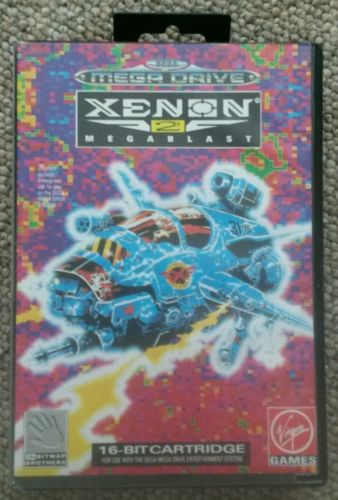 SEGA
MEGA DRIVE
XENON
2
MEGABLAST
16-BIT CARTRIDGE
FOR USE WITH THE SEGA MEGA DRIVE ENTERTAINMENT SYSTEM
The BITMAP
BROTHERS
Virgin
GAMES